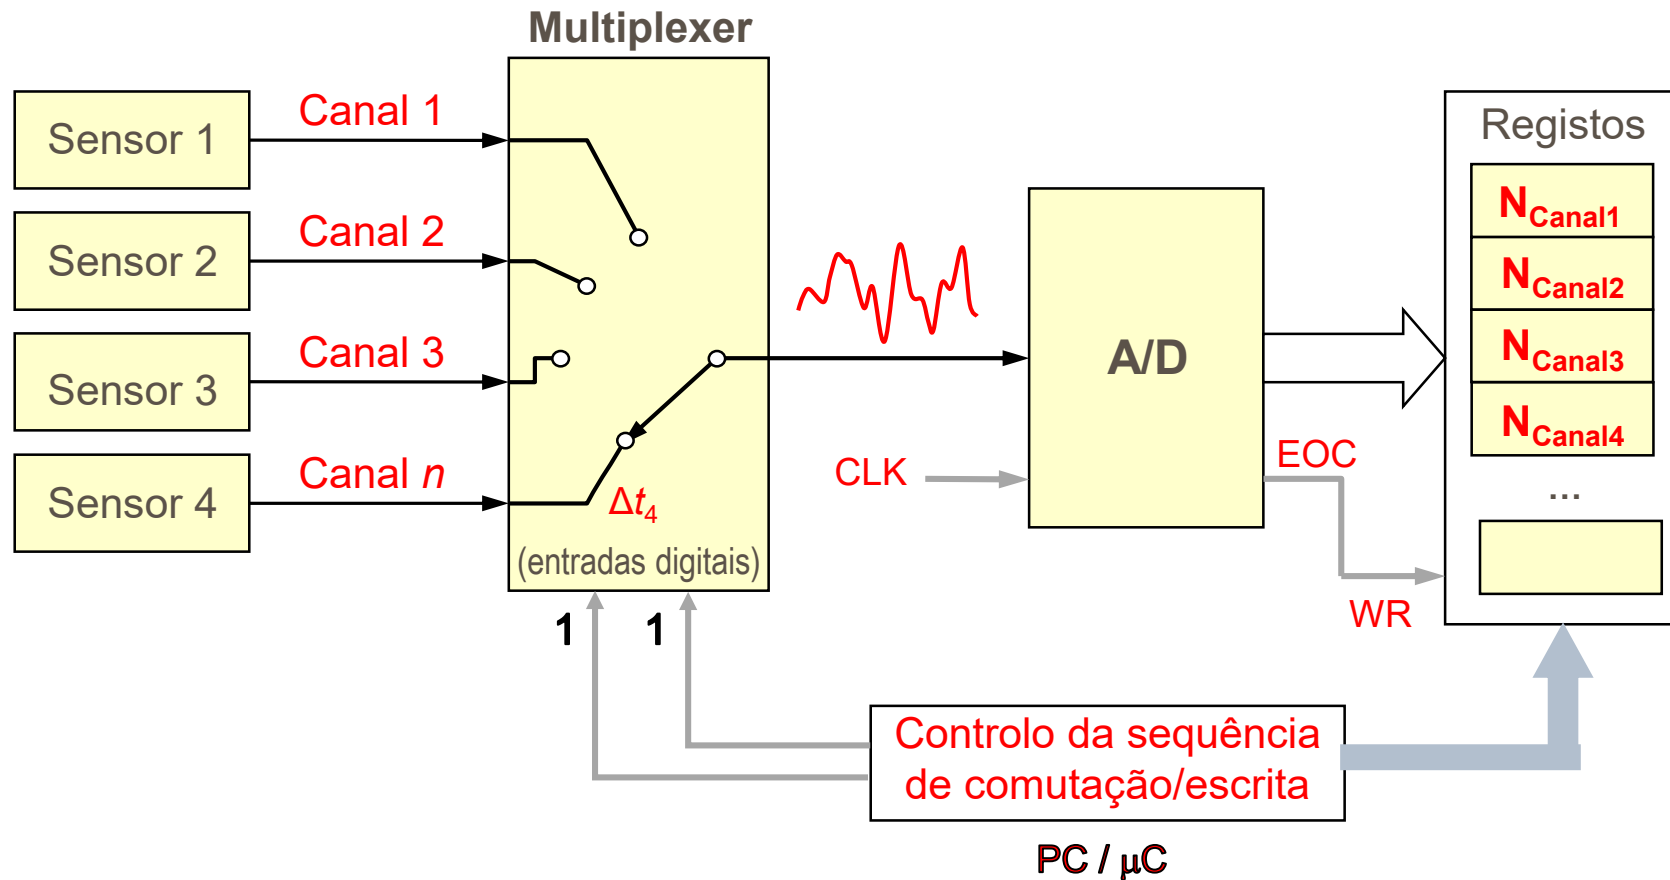 Multiplexer
Sensor 1
Canal 1
Sensor 2
Canal 2
Sensor 3
Canal 3
Sensor 4
Canal n
Δt4
(entradas digitais)
1 1
A/D
CLK
EOC
WR
Registos
NCanal1
NCanal2
NCanal3
NCanal4
...
Controlo da sequência
de comutação/escrita
PC / μC